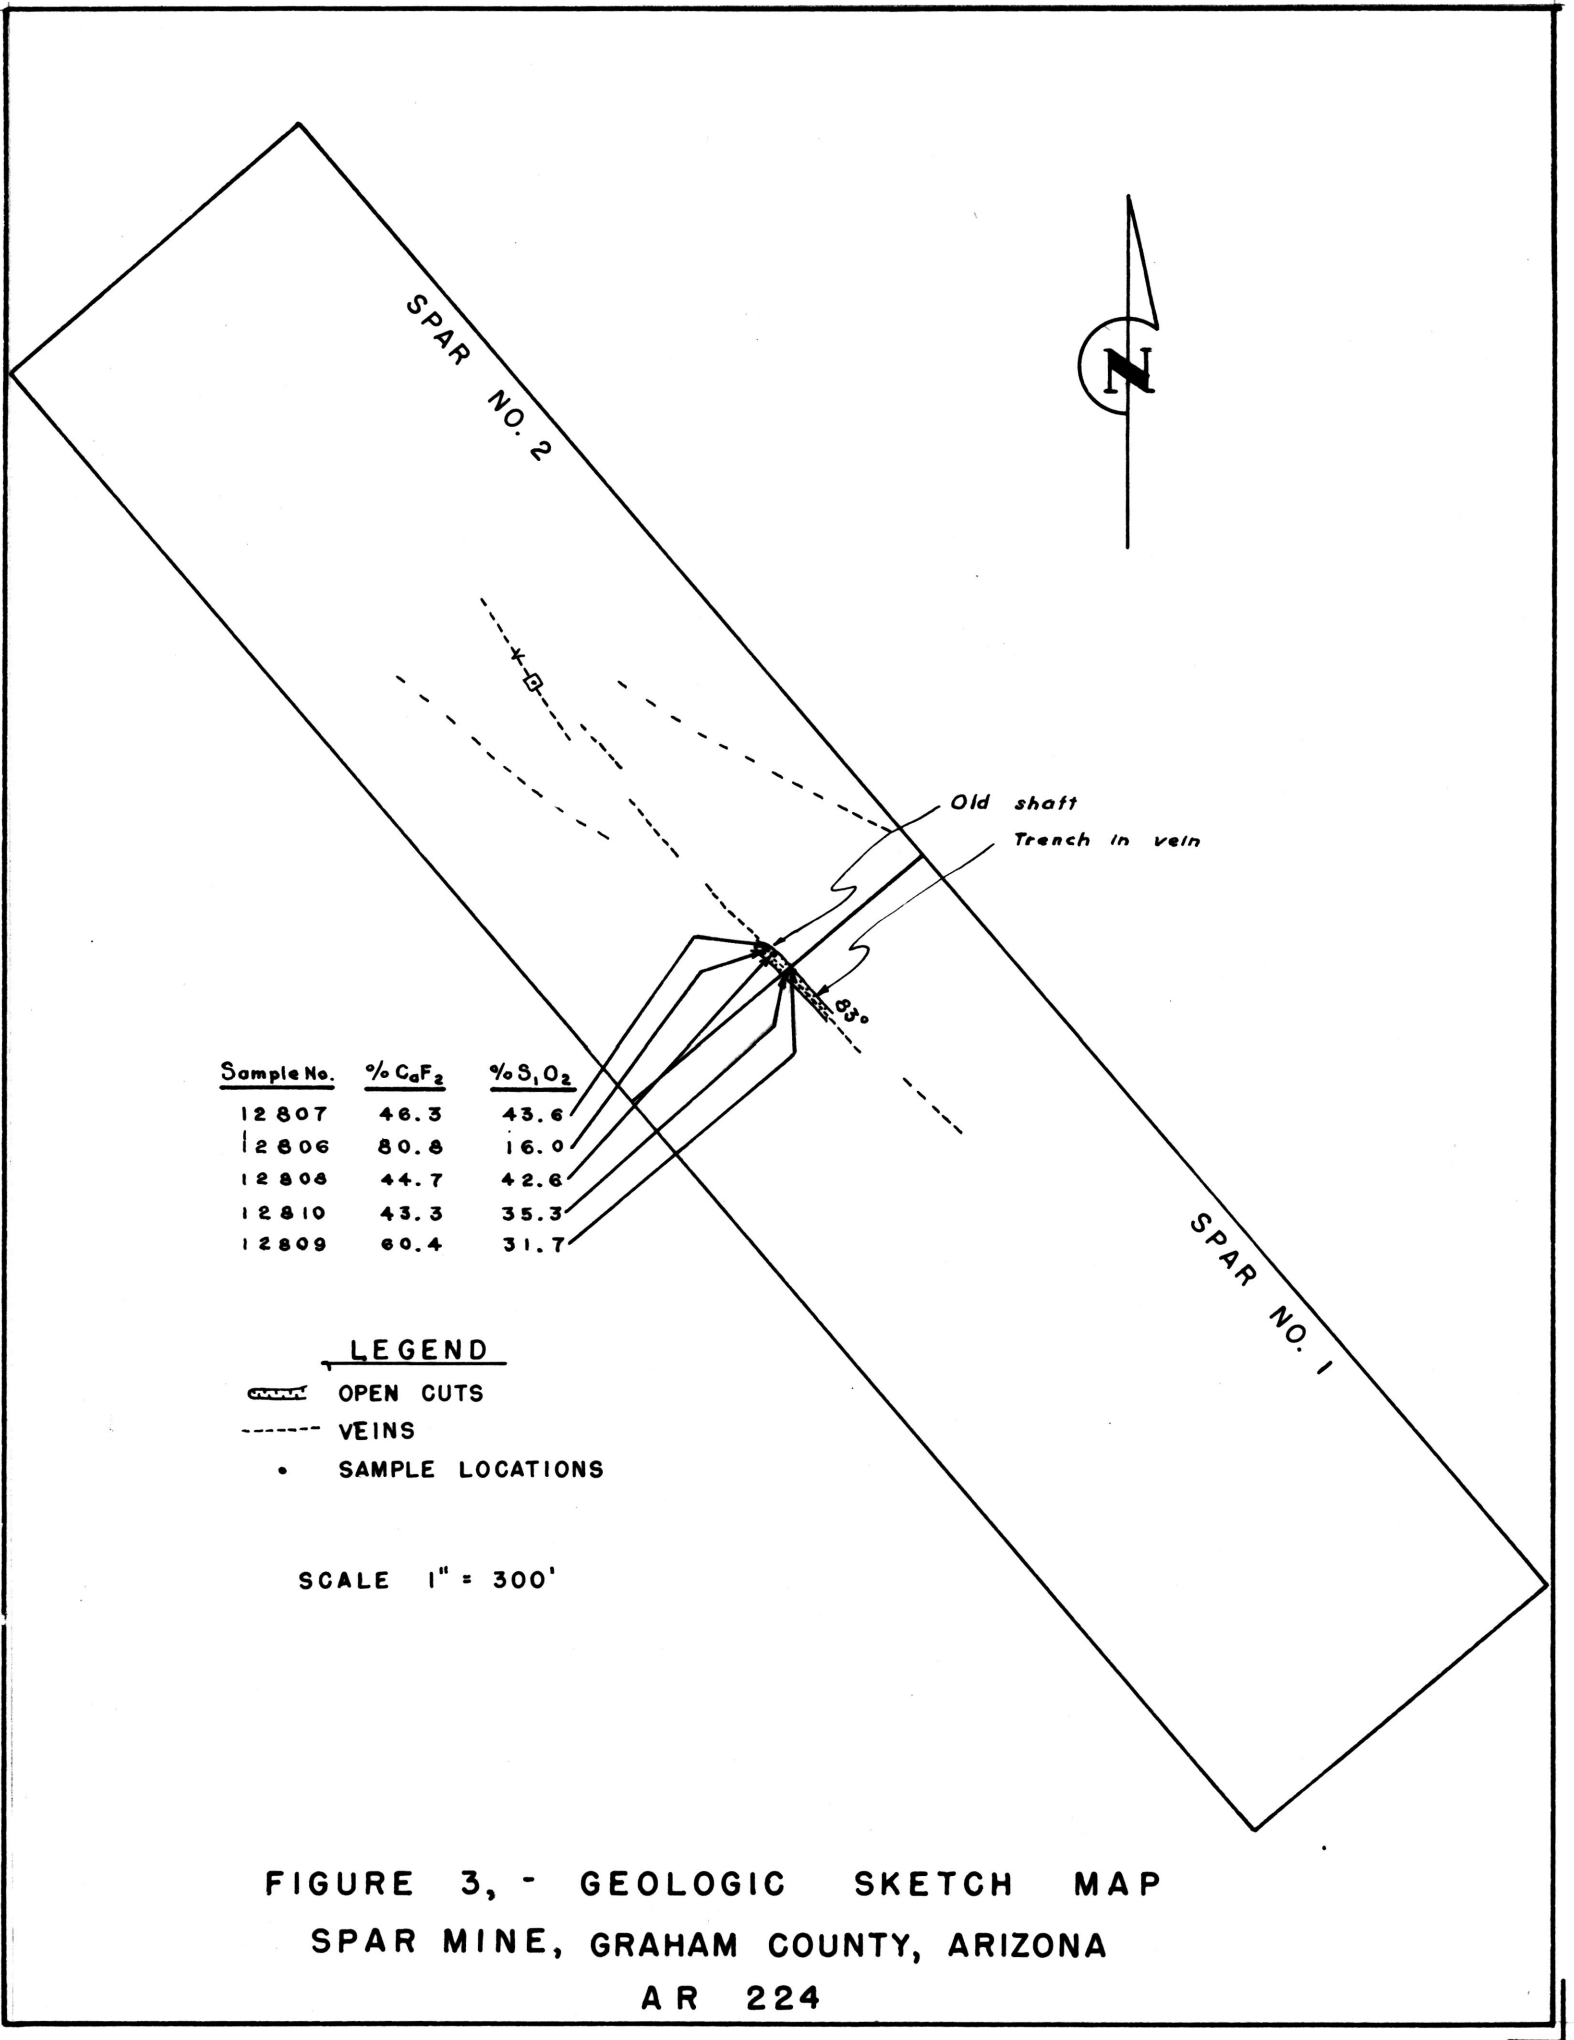 SPAR NO. 2
N
Old shaft
Trench in vein
83°
Sample No. % CaF2 % SiO2
12807 46.3 43.6
12806 80.8 16.0
12808 44.7 42.6
12810 43.3 35.3
12809 60.4 31.7
SPAR NO. 1
LEGEND
OPEN CUTS
VEINS
SAMPLE LOCATIONS
SCALE 1" = 300'
FIGURE 3, - GEOLOGIC SKETCH MAP
SPAR MINE, GRAHAM COUNTY, ARIZONA
AR 224